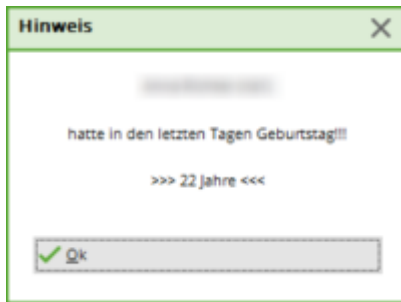 Hinweis
hatte in den letzten Tagen Geburtstag!!!
>>> 22 Jahre <<<
Ok